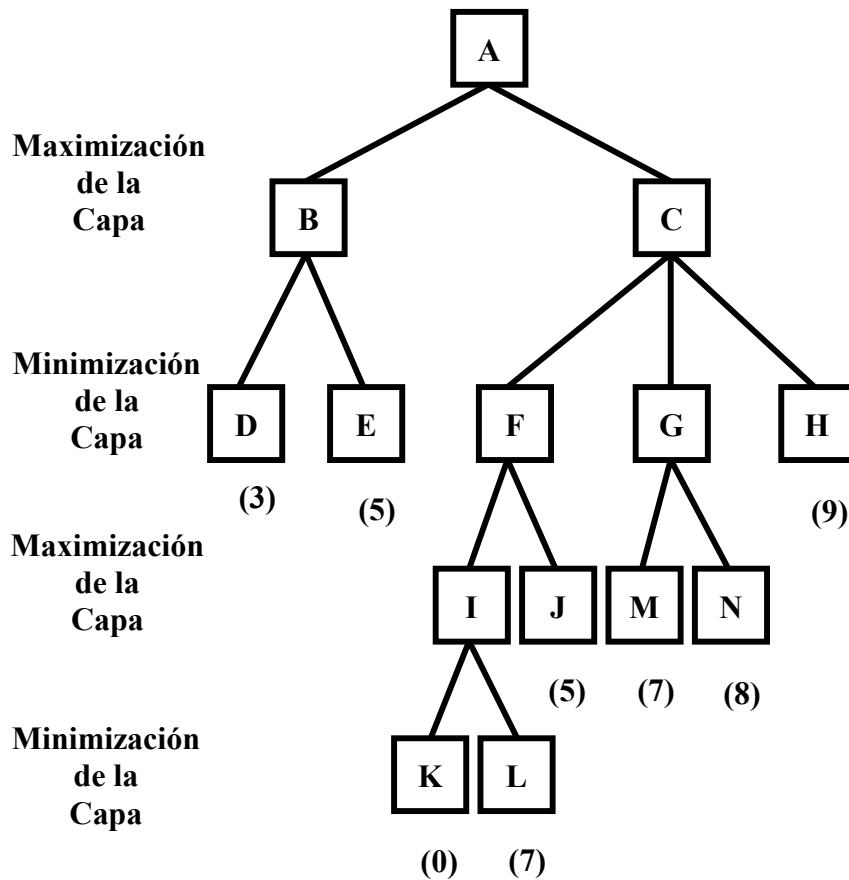 A
Maximización
de la
Capa
B
C
Minimización
de la
Capa
D
E
F
G
H
(3)
(5)
(9)
Maximización
de la
Capa
I
J
M
N
(5)
(7)
(8)
Minimización
de la
Capa
K
L
(0)
(7)